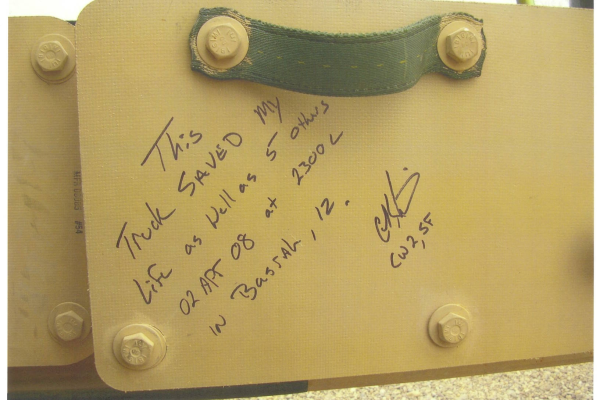 This
Truck SAVED My
Life as well as 5 others
02 APR 08 at 2300 L
IN Basrah, IZ.
CW2, SF